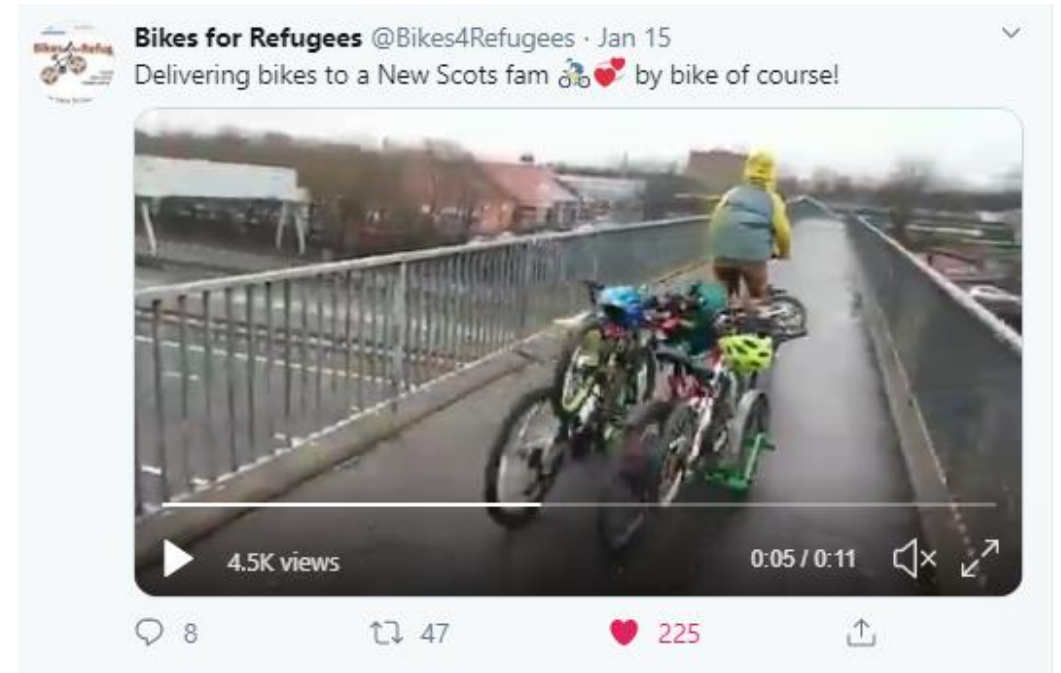 Bikes for Refugees @Bikes4Refugees · Jan 15
Delivering bikes to a New Scots fam 🚴💞 by bike of course!
4.5K views
0:05 / 0:11
8
47
225